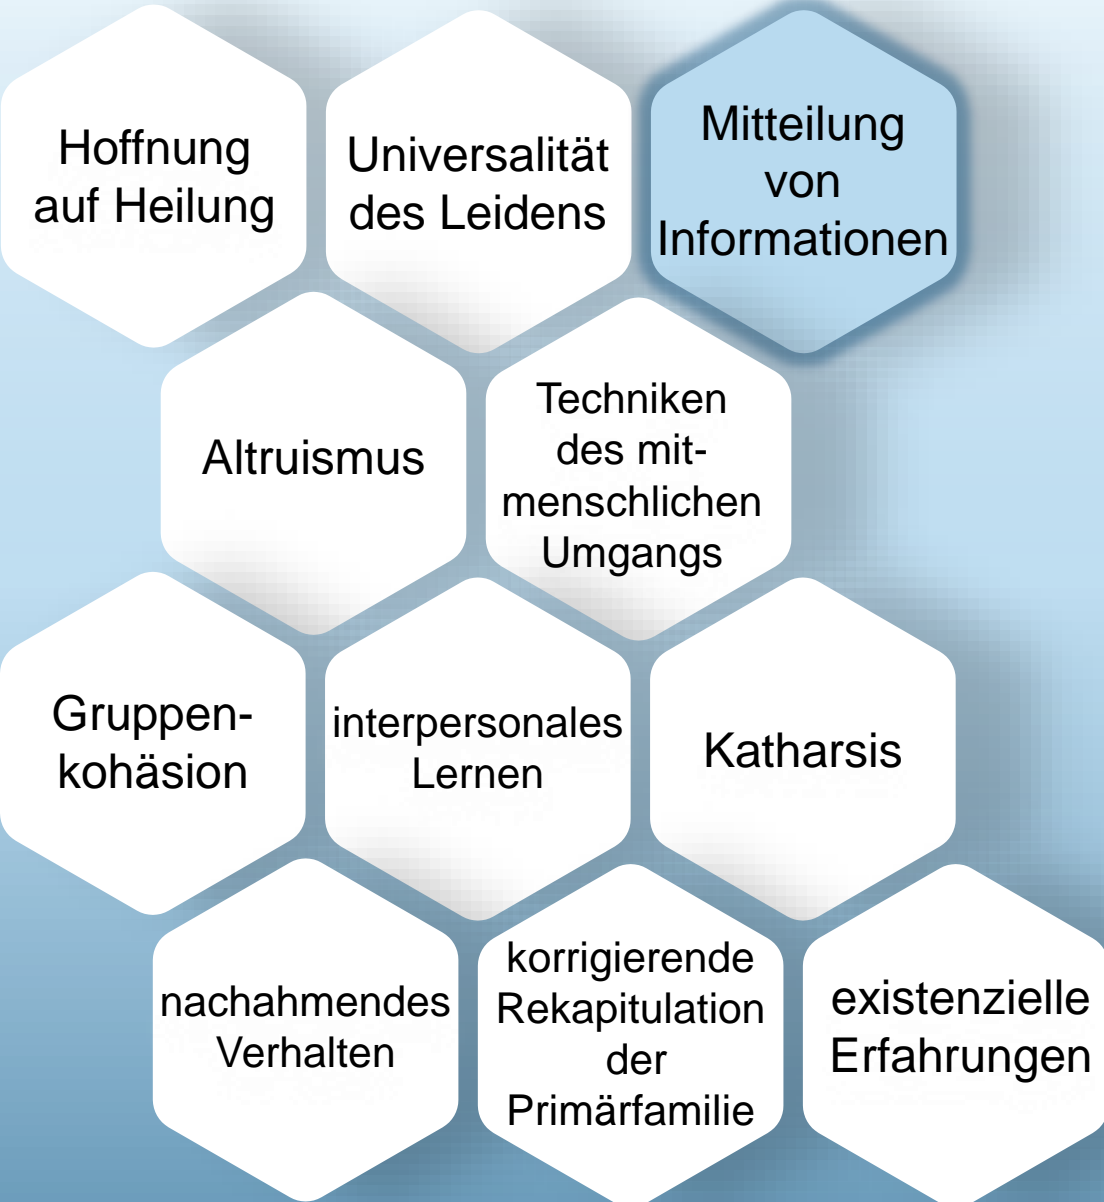 Hoffnung
auf Heilung
Universalität
des Leidens
Mitteilung
von
Informationen
Altruismus
Techniken
des mit-
menschlichen
Umgangs
Gruppen-
kohäsion
interpersonales
Lernen
Katharsis
nachahmendes
Verhalten
korrigierende
Rekapitulation
der
Primärfamilie
existenzielle
Erfahrungen